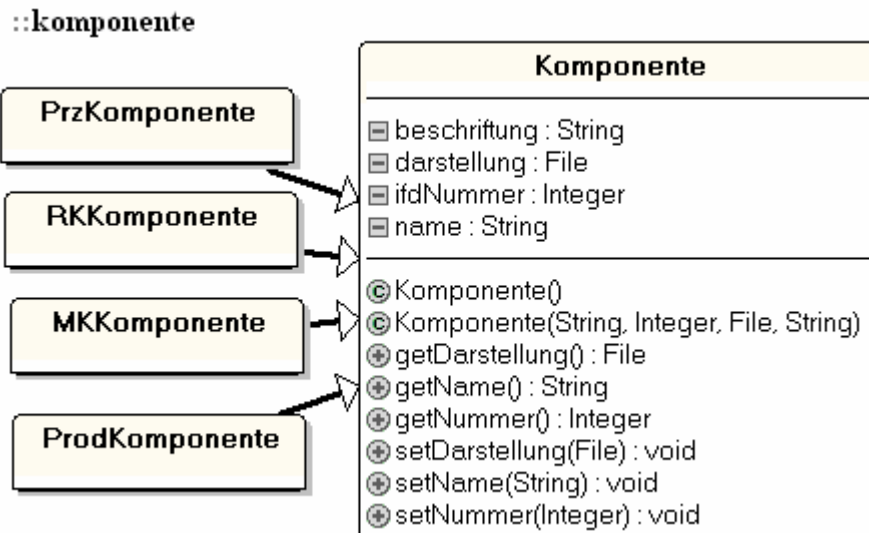 ::komponente
PrzKomponente
RKKomponente
MKKomponente
ProdKomponente
Komponente
beschriftung : String
darstellung : File
ifdNummer : Integer
name : String
Komponente()
Komponente(String, Integer, File, String)
getDarstellung() : File
getName() : String
getNummer() : Integer
setDarstellung(File) : void
setName(String) : void
setNummer(Integer) : void